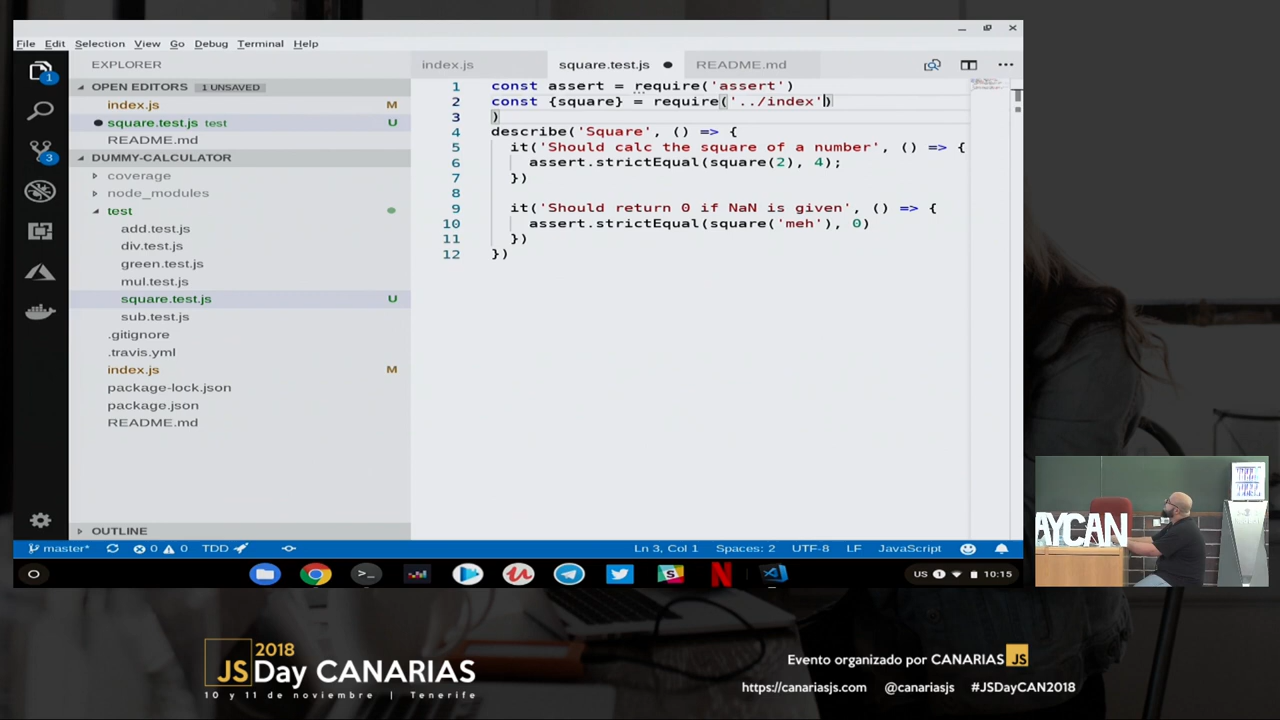 File Edit Selection View Go Debug Terminal Help
EXPLORER
OPEN EDITORS 1 UNSAVED
index.js M
square.test.js test U
README.md
DUMMY-CALCULATOR
coverage
node_modules
test
add.test.js
div.test.js
green.test.js
mul.test.js
square.test.js U
sub.test.js
.gitignore
.travis.yml
index.js M
package-lock.json
package.json
README.md
OUTLINE
1
3
index.js square.test.js README.md
1 const assert = require('assert')
2 const {square} = require('../index')
3 )
4 describe('Square', () => {
5 it('Should calc the square of a number', () => {
6 assert.strictEqual(square(2), 4);
7 })
8
9 it('Should return 0 if NaN is given', () => {
10 assert.strictEqual(square('meh'), 0)
11 })
12 })
master* 0 0 TDD Ln 3, Col 1 Spaces: 2 UTF-8 LF JavaScript
US 1 10:15
AYCAN
2018
JSDay CANARIAS
10 y 11 de noviembre | Tenerife
Evento organizado por CANARIAS JS
https://canariasjs.com @canariasjs #JSDayCAN2018